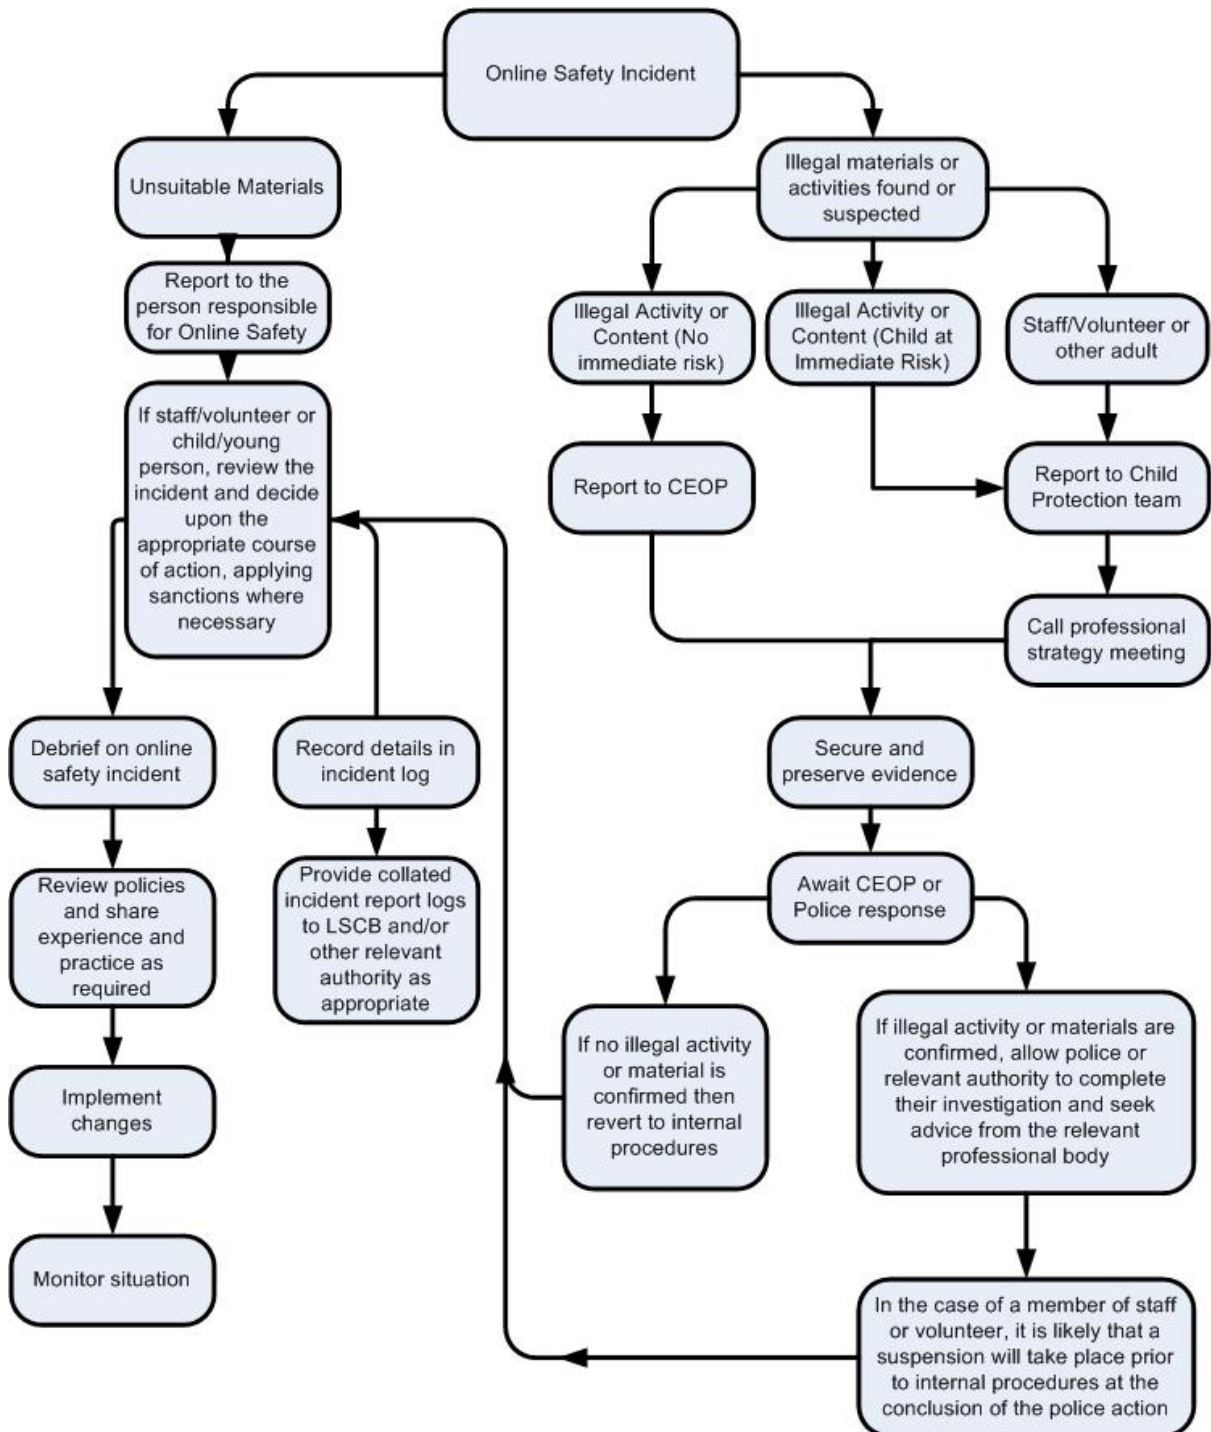 Online Safety Incident
Unsuitable Materials
Report to the
person responsible
for Online Safety
If staff/volunteer or
child/young
person, review the
incident and decide
upon the
appropriate course
of action, applying
sanctions where
necessary
Debrief on online
safety incident
Review policies
and share
experience and
practice as
required
Implement
changes
Monitor situation
Record details in
incident log
Provide collated
incident report logs
to LSCB and/or
other relevant
authority as
appropriate
Illegal materials or
activities found or
suspected
Illegal Activity or
Content (No
immediate risk)
Report to CEOP
Illegal Activity or
Content (Child at
Immediate Risk)
Staff/Volunteer or
other adult
Report to Child
Protection team
Call professional
strategy meeting
Secure and
preserve evidence
Await CEOP or
Police response
If no illegal activity
or material is
confirmed then
revert to internal
procedures
If illegal activity or materials are
confirmed, allow police or
relevant authority to complete
their investigation and seek
advice from the relevant
professional body
In the case of a member of staff
or volunteer, it is likely that a
suspension will take place prior
to internal procedures at the
conclusion of the police action